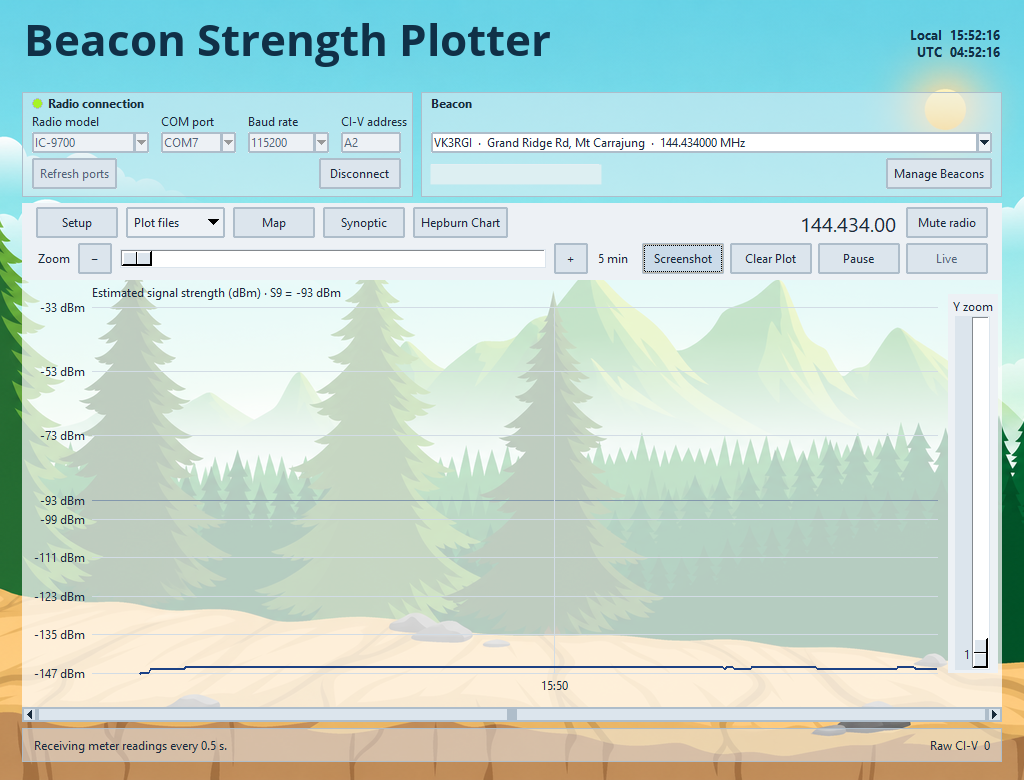 Beacon Strength Plotter
Local 15:52:16
UTC 04:52:16
Radio connection
Radio model COM port Baud rate CI-V address
IC-9700 COM7 115200 A2
Refresh ports Disconnect
Beacon
VK3RGI · Grand Ridge Rd, Mt Carrajung · 144.434000 MHz
Manage Beacons
Setup Plot files Map Synoptic Hepburn Chart 144.434.00 Mute radio
Zoom − + 5 min Screenshot Clear Plot Pause Live
Estimated signal strength (dBm) · S9 = -93 dBm
Y zoom
-33 dBm
-53 dBm
-73 dBm
-93 dBm
-99 dBm
-111 dBm
-123 dBm
-135 dBm
1
-147 dBm
15:50
Receiving meter readings every 0.5 s. Raw CI-V 0